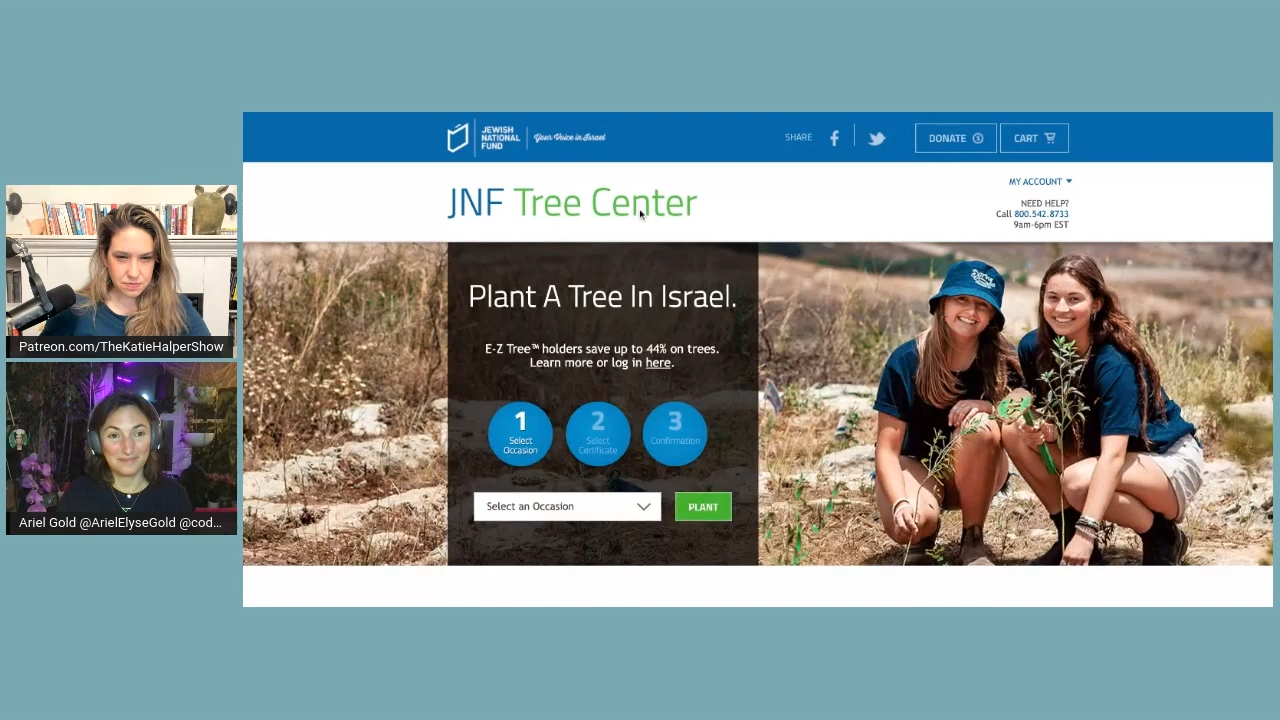 Patreon.com/TheKatieHalperShow
Ariel Gold @ArielElyseGold @cod…
JEWISH
NATIONAL
FUND
Your Voice in Israel
SHARE
DONATE
CART
JNF Tree Center
MY ACCOUNT
NEED HELP?
Call 800.542.8733
9am-6pm EST
Plant A Tree In Israel.
E-Z Tree™ holders save up to 44% on trees.
Learn more or log in here.
1
Select
Occasion
2
Select
Certificate
3
Confirmation
Select an Occasion
PLANT